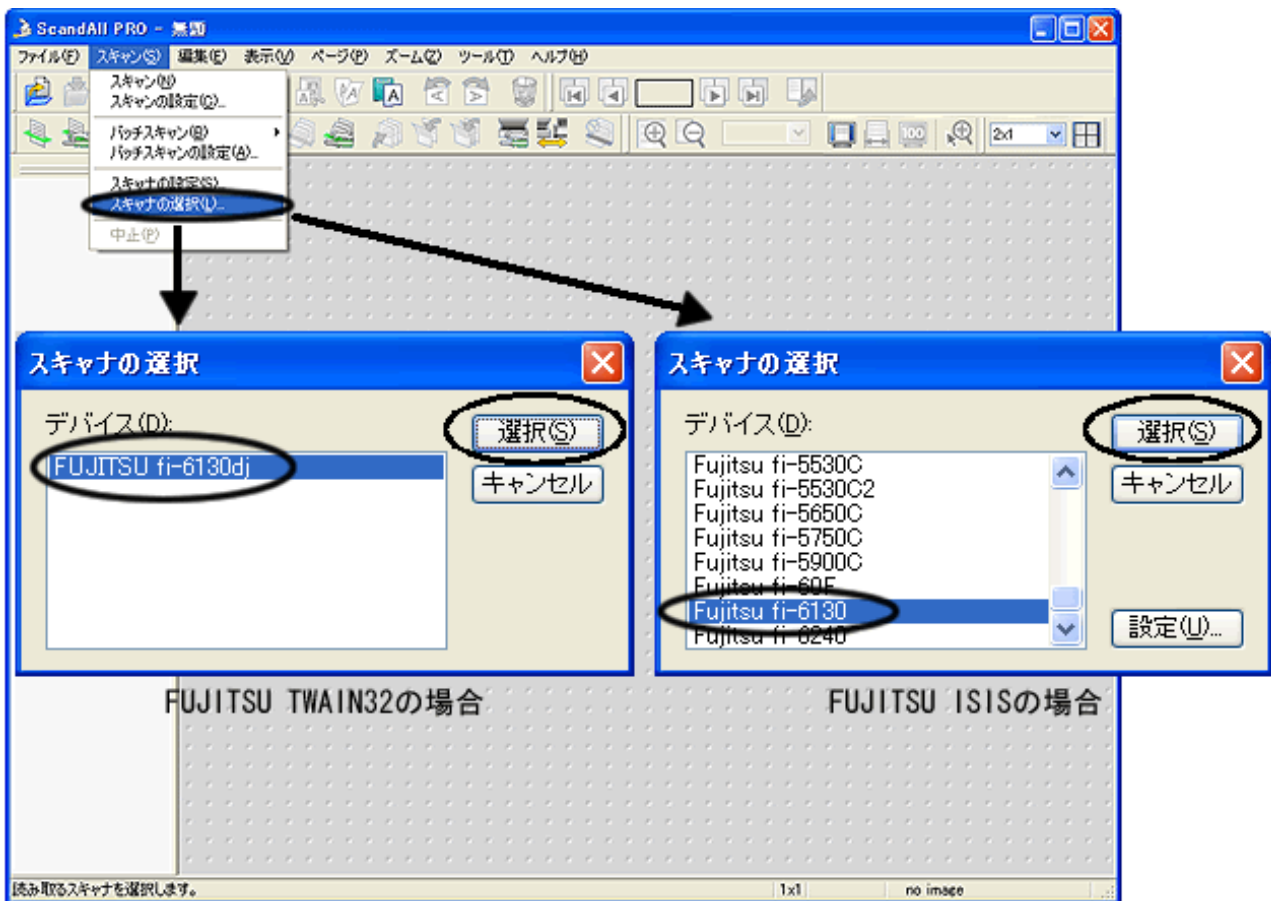 ScandAll PRO - 無題
ファイル(F) スキャン(S) 編集(E) 表示(V) ページ(P) ズーム(Z) ツール(T) ヘルプ(H)
スキャン(N)
スキャンの設定(C)...
バッチスキャン(B)
バッチスキャンの設定(A)...
スキャナの設定(S)...
スキャナの選択(L)...
中止(P)
100
2x1
スキャナの選択
デバイス(D):
選択(S)
FUJITSU fi-6130dj
キャンセル
FUJITSU TWAIN32の場合
スキャナの選択
デバイス(D):
選択(S)
Fujitsu fi-5530C
キャンセル
Fujitsu fi-5530C2
Fujitsu fi-5650C
Fujitsu fi-5750C
Fujitsu fi-5900C
Fujitsu fi-60F
Fujitsu fi-6130
Fujitsu fi-6240
設定(U)...
FUJITSU ISISの場合
読み取るスキャナを選択します。
1x1
no image